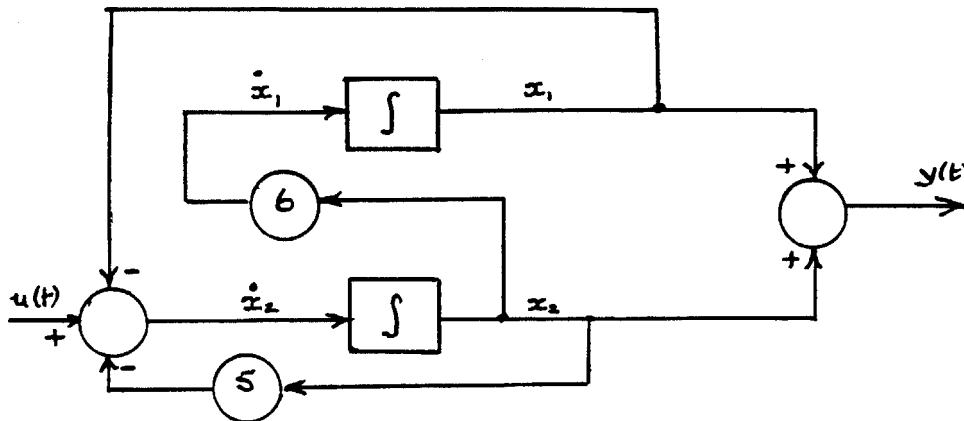 ẋ₁ ∫ x₁
+ y(t)
6
+
-
u(t) ẋ₂ ∫ x₂
+
-
5